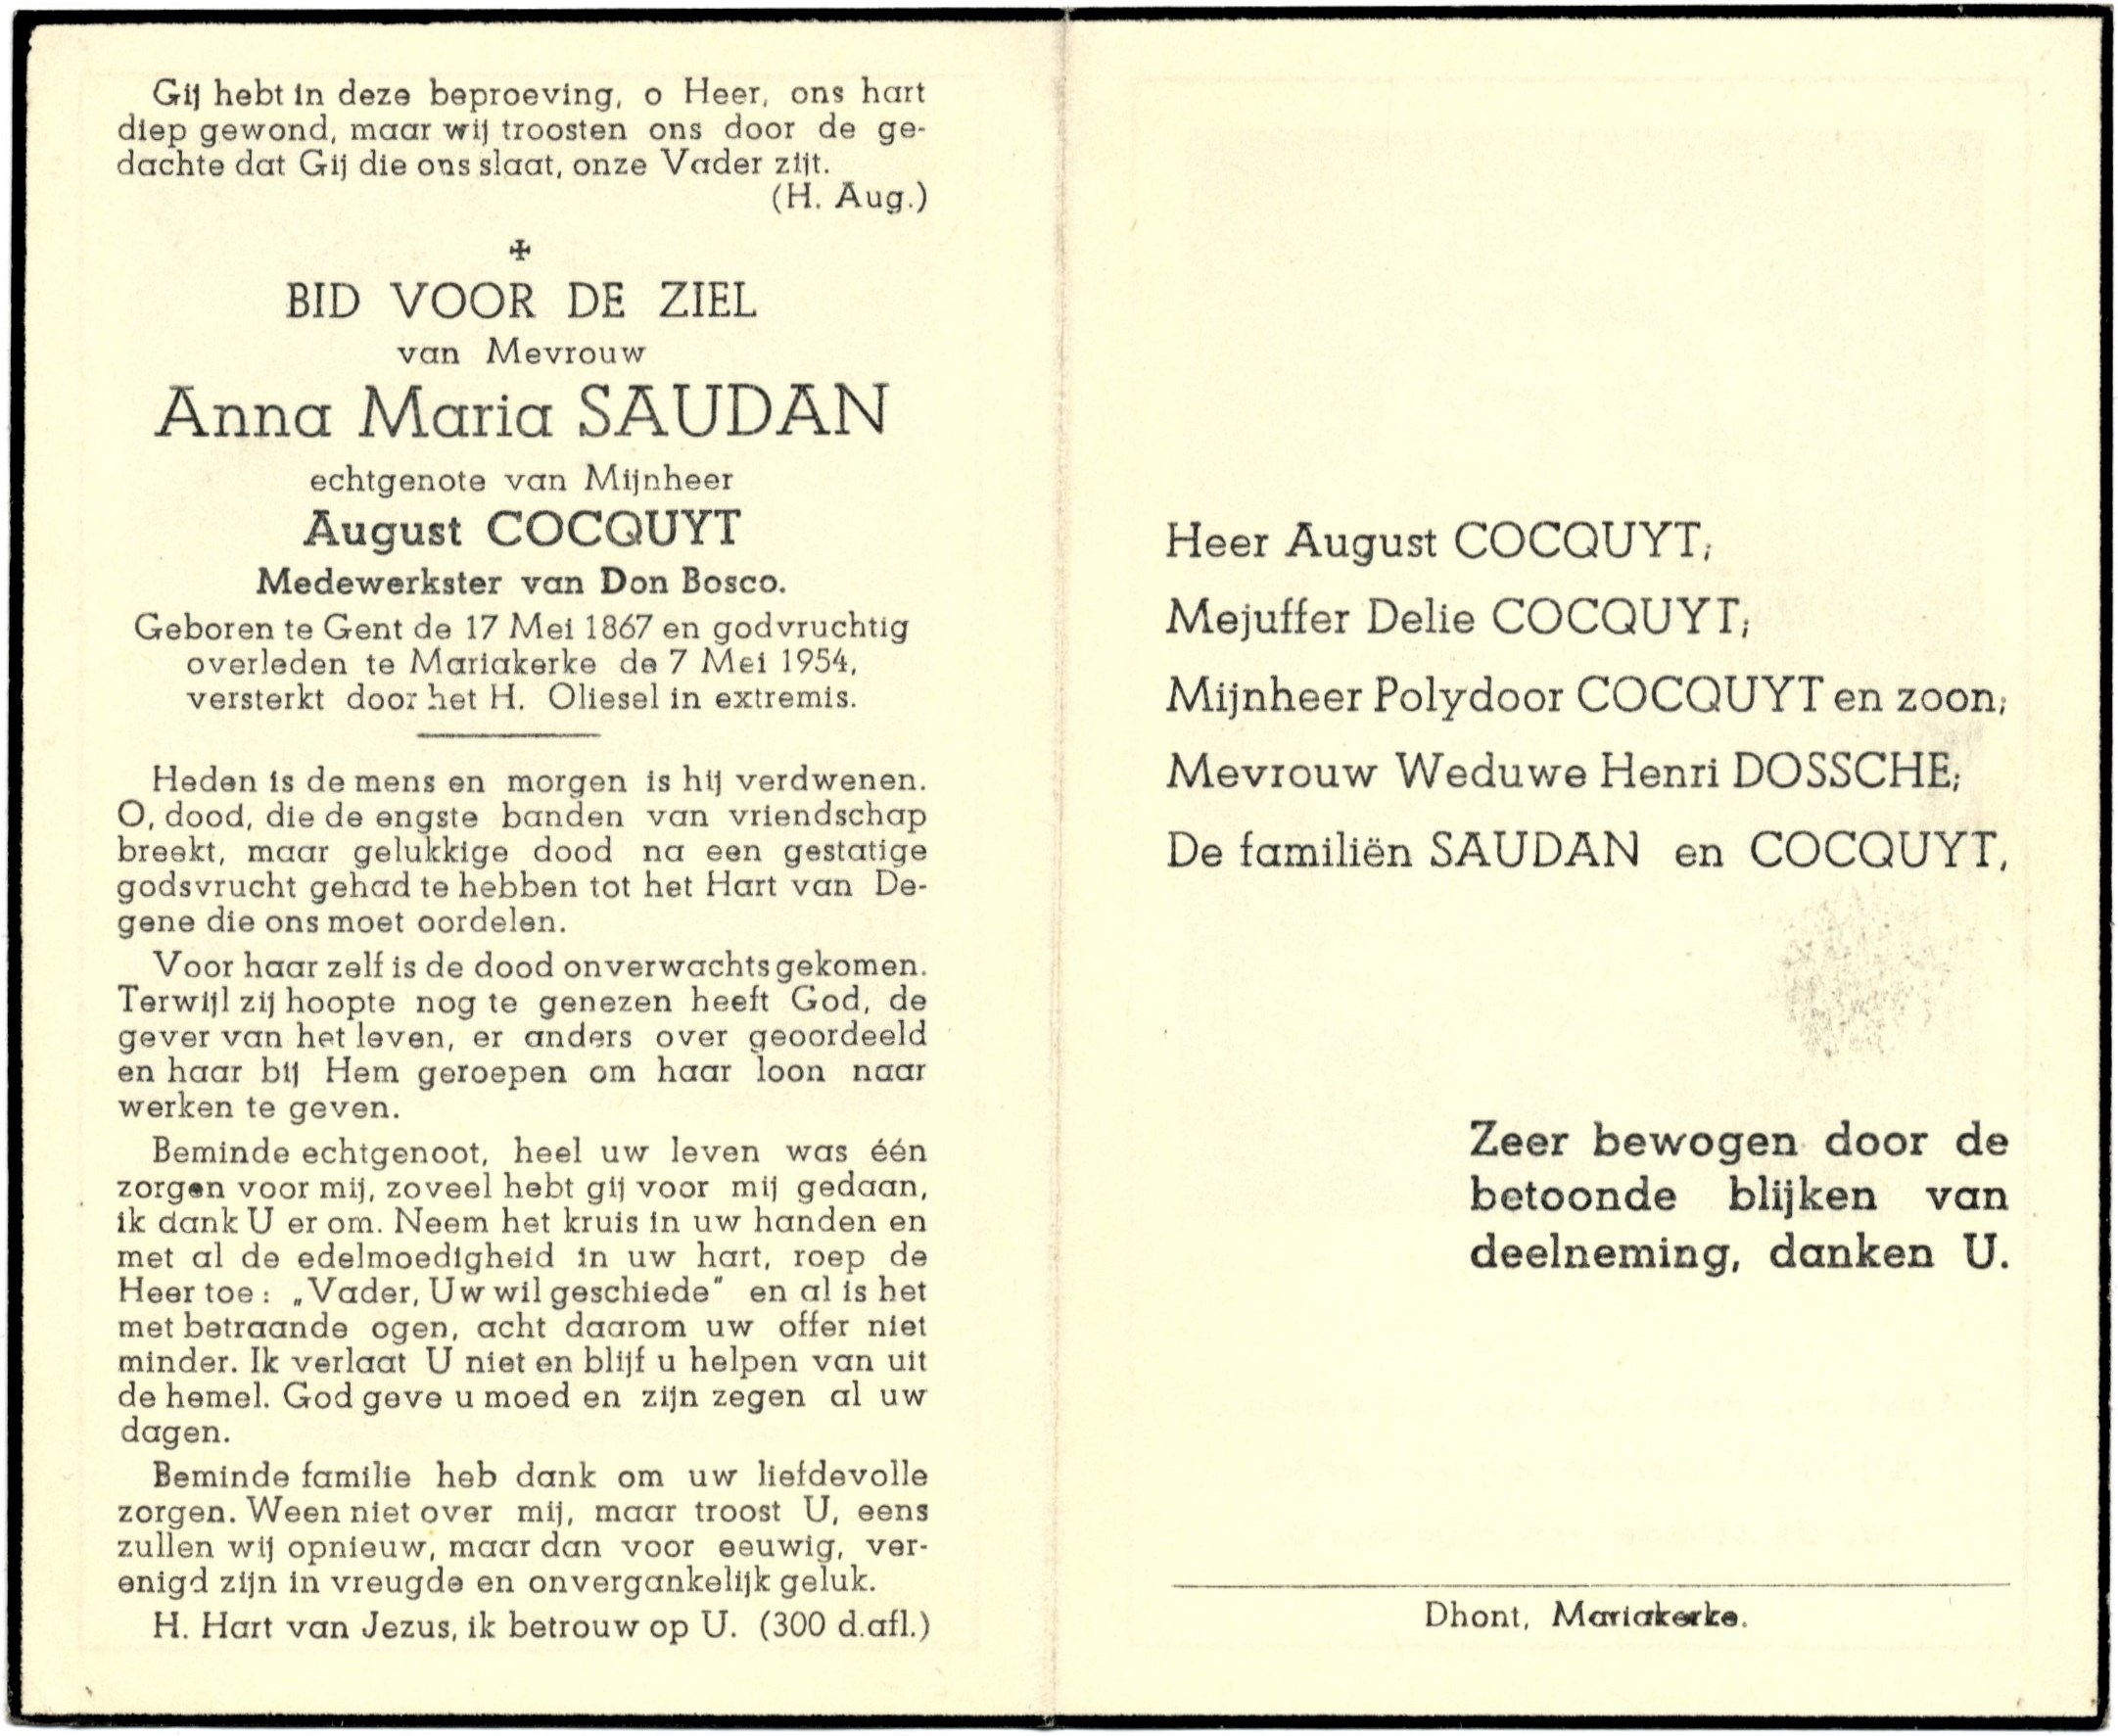 Gij hebt in deze beproeving, o Heer, ons hart
diep gewond, maar wij troosten ons door de ge-
dachte dat Gij die ons slaat, onze Vader zijt.
(H. Aug.)
✠
BID VOOR DE ZIEL
van Mevrouw
Anna Maria SAUDAN
echtgenote van Mijnheer
August COCQUYT
Medewerkster van Don Bosco.
Geboren te Gent de 17 Mei 1867 en godvruchtig
overleden te Mariakerke de 7 Mei 1954,
versterkt door het H. Oliesel in extremis.
Heden is de mens en morgen is hij verdwenen.
O, dood, die de engste banden van vriendschap
breekt, maar gelukkige dood na een gestatige
godsvrucht gehad te hebben tot het Hart van De-
gene die ons moet oordelen.
Voor haar zelf is de dood onverwachts gekomen.
Terwijl zij hoopte nog te genezen heeft God, de
gever van het leven, er anders over geoordeeld
en haar bij Hem geroepen om haar loon naar
werken te geven.
Beminde echtgenoot, heel uw leven was één
zorgen voor mij, zoveel hebt gij voor mij gedaan,
ik dank U er om. Neem het kruis in uw handen en
met al de edelmoedigheid in uw hart, roep de
Heer toe: „Vader, Uw wil geschiede" en al is het
met betraande ogen, acht daarom uw offer niet
minder. Ik verlaat U niet en blijf u helpen van uit
de hemel. God geve u moed en zijn zegen al uw
dagen.
Beminde familie heb dank om uw liefdevolle
zorgen. Ween niet over mij, maar troost U, eens
zullen wij opnieuw, maar dan voor eeuwig, ver-
enigd zijn in vreugde en onvergankelijk geluk.
H. Hart van Jezus, ik betrouw op U. (300 d.afl.)
Heer August COCQUYT;
Mejuffer Delie COCQUYT;
Mijnheer Polydoor COCQUYT en zoon;
Mevrouw Weduwe Henri DOSSCHE;
De familiën SAUDAN en COCQUYT,
Zeer bewogen door de
betoonde blijken van
deelneming, danken U.
Dhont, Mariakerke.